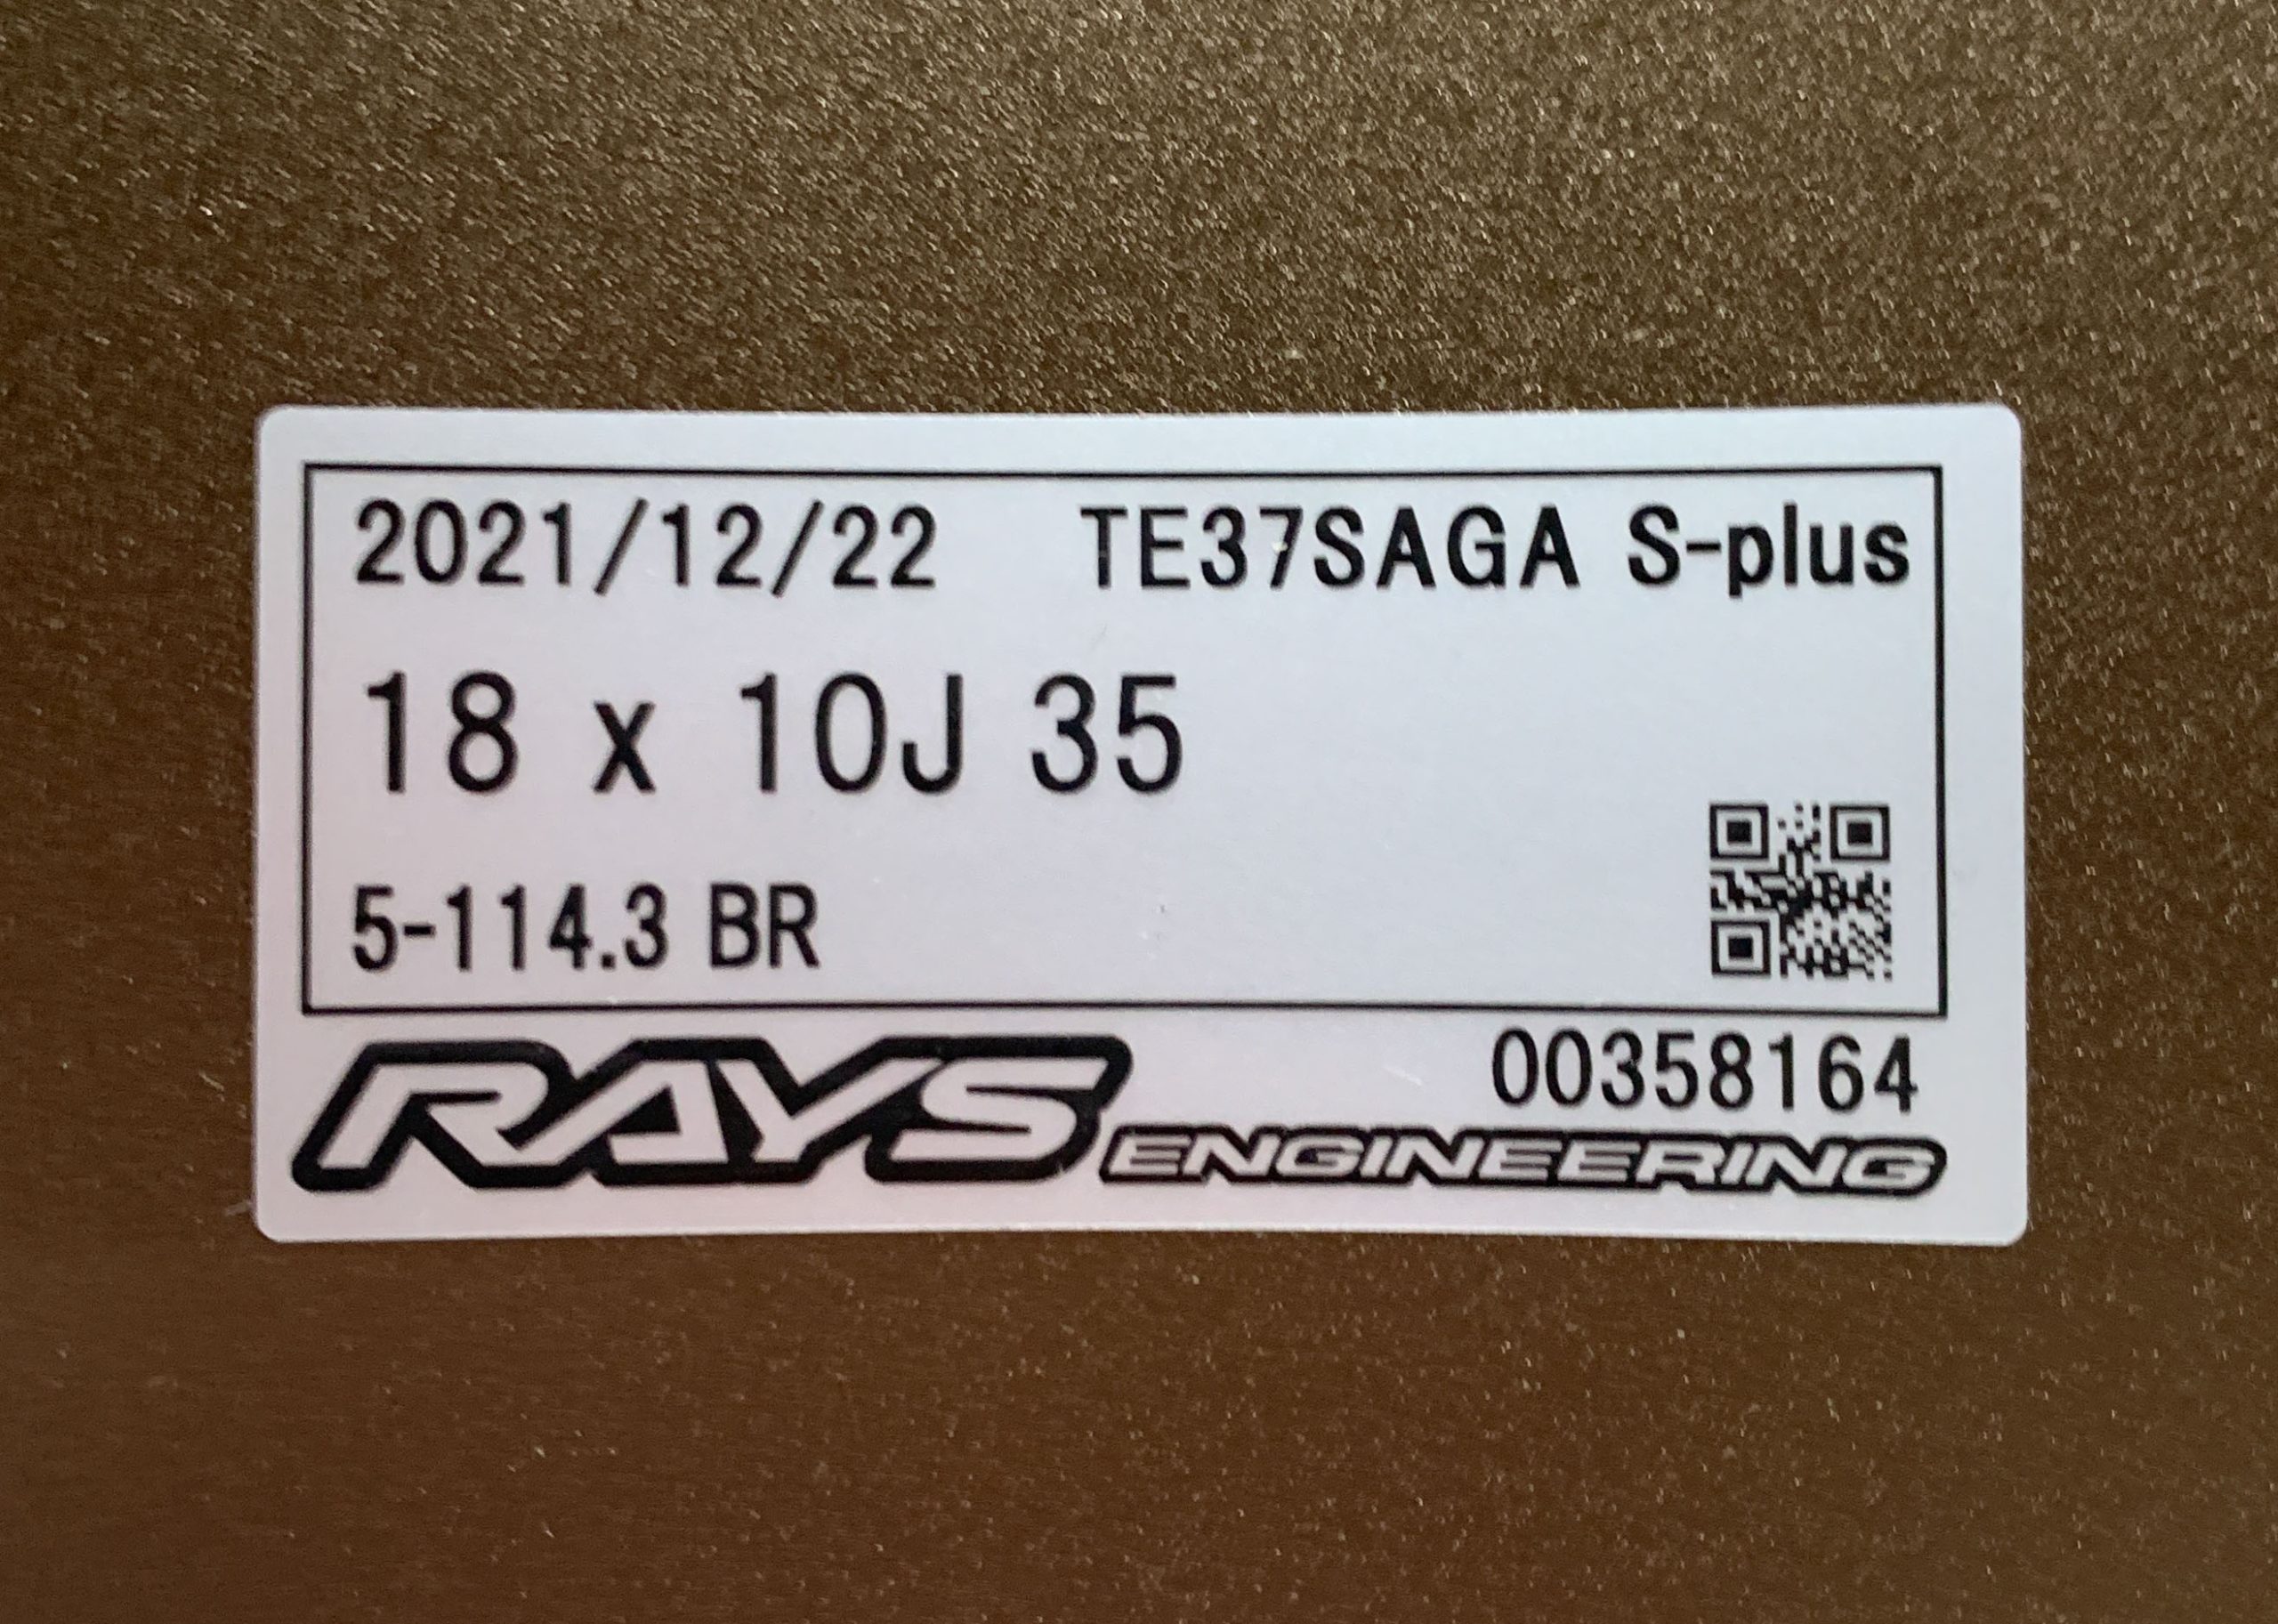 2021/12/22 TE37SAGA S-plus
18 x 10J 35
5-114.3 BR
00358164
RAYS ENGINEERING